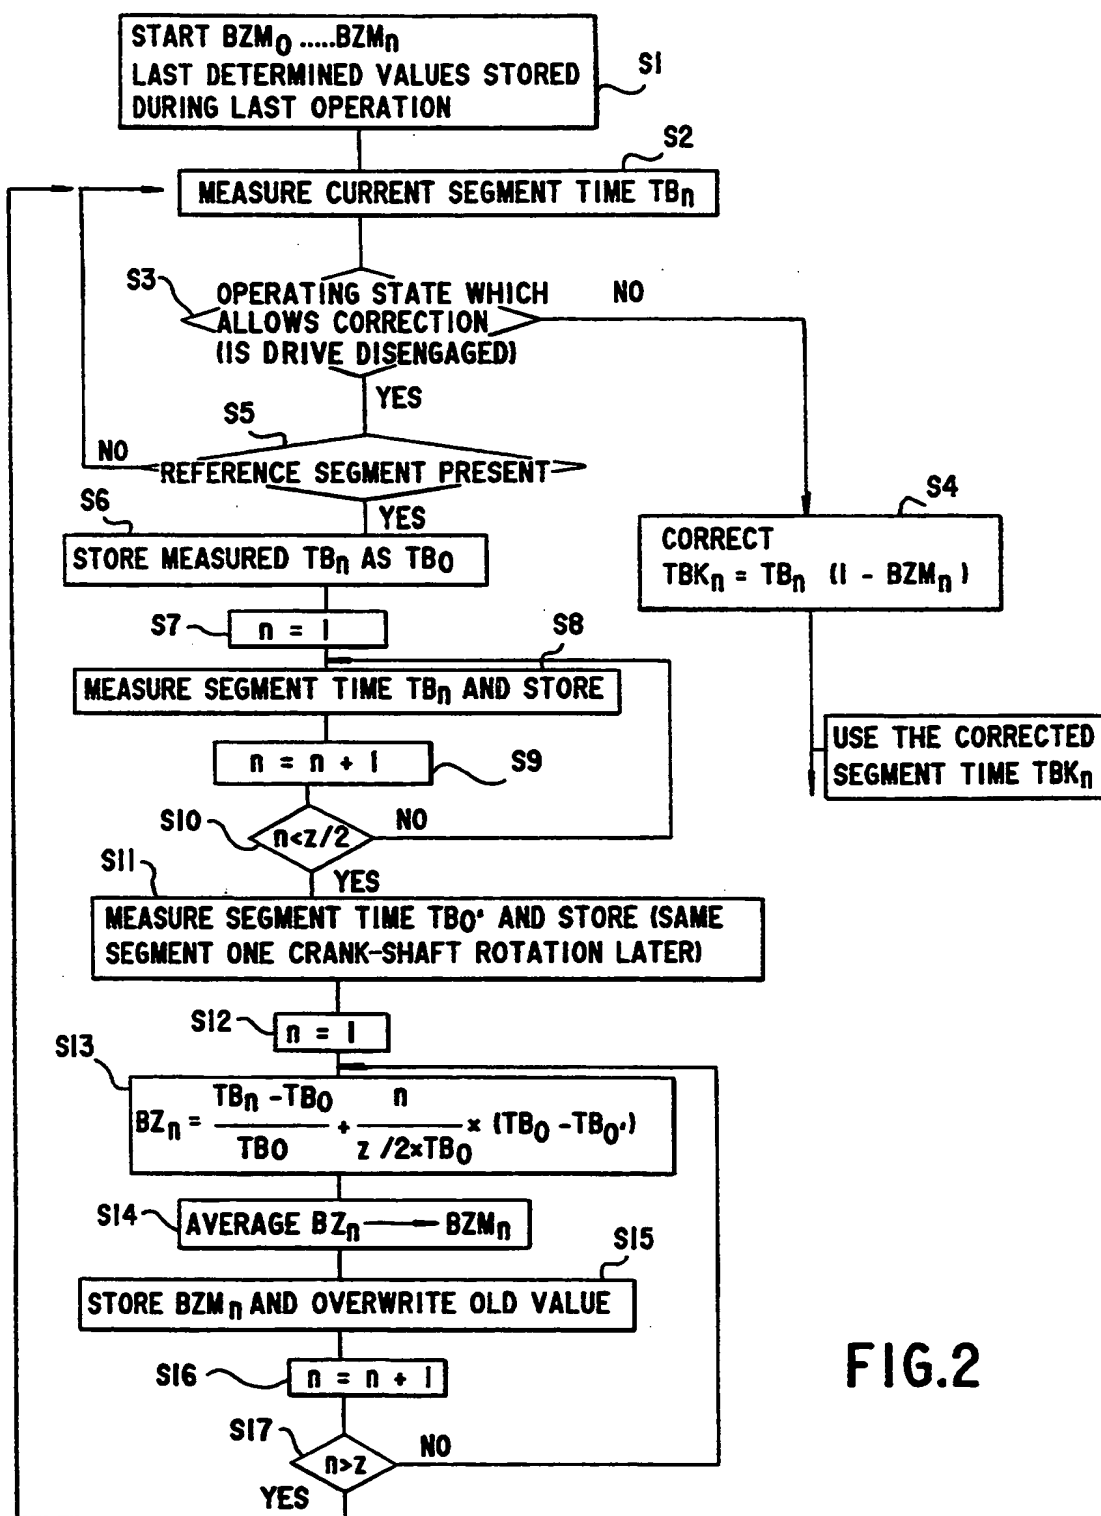 START BZM0 .....BZMn
LAST DETERMINED VALUES STORED
DURING LAST OPERATION
S1
S2
MEASURE CURRENT SEGMENT TIME TBn
S3
OPERATING STATE WHICH
ALLOWS CORRECTION
(IS DRIVE DISENGAGED)
NO
YES
S5
NO
REFERENCE SEGMENT PRESENT
S4
CORRECT
TBKn = TBn (1 - BZMn)
S6
YES
STORE MEASURED TBn AS TB0
S7
n = 1
S8
MEASURE SEGMENT TIME TBn AND STORE
USE THE CORRECTED
SEGMENT TIME TBKn
n = n + 1
S9
S10
n<z/2
NO
S11
YES
MEASURE SEGMENT TIME TB0' AND STORE (SAME
SEGMENT ONE CRANK-SHAFT ROTATION LATER)
S12
n = 1
S13
BZn = TBn - TB0 / TB0 + n / z/2×TB0 × (TB0 - TB0')
S14
AVERAGE BZn → BZMn
S15
STORE BZMn AND OVERWRITE OLD VALUE
S16
n = n + 1
FIG.2
S17
n>z
NO
YES